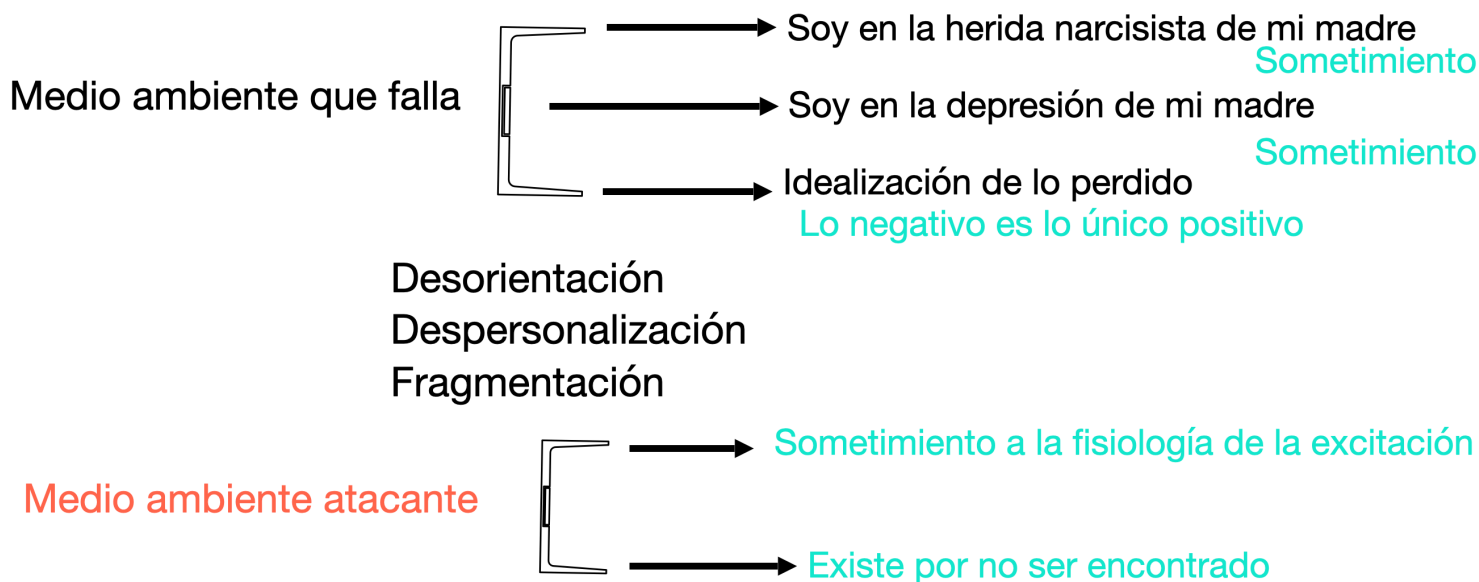 Soy en la herida narcisista de mi madre
Sometimiento
Medio ambiente que falla
Soy en la depresión de mi madre
Sometimiento
Idealización de lo perdido
Lo negativo es lo único positivo
Desorientación
Despersonalización
Fragmentación
Sometimiento a la fisiología de la excitación
Medio ambiente atacante
Existe por no ser encontrado